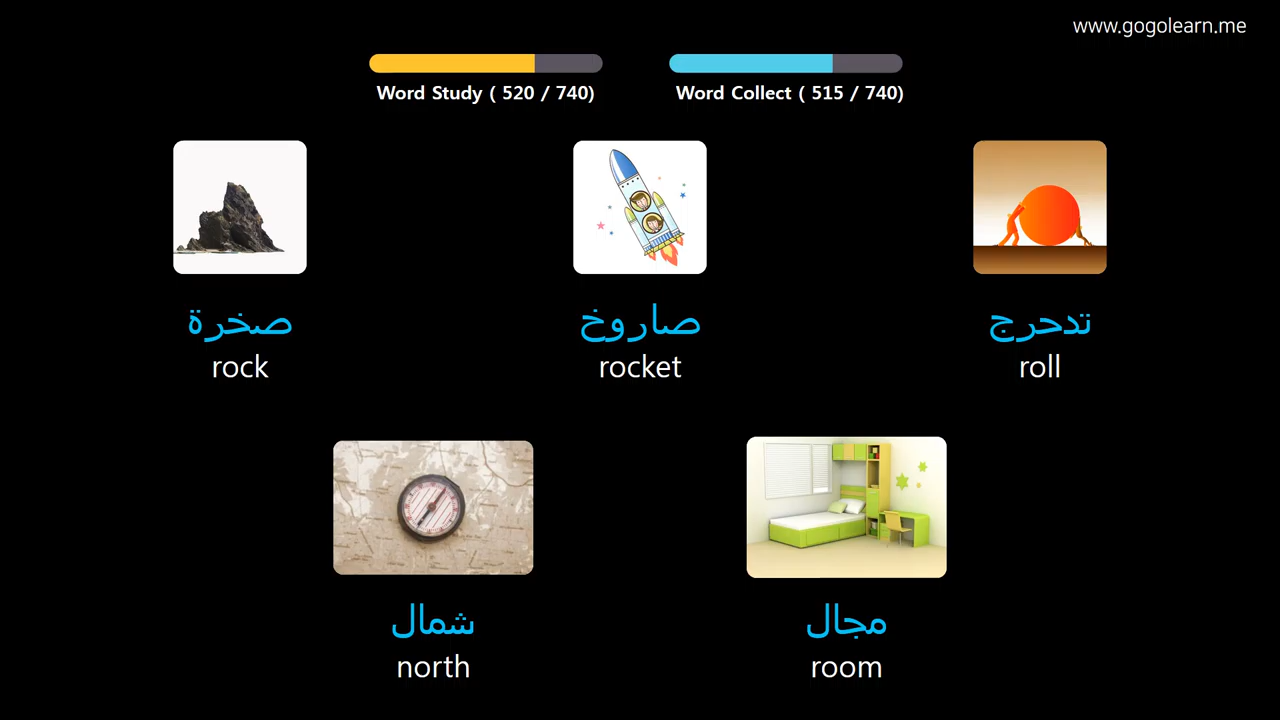 www.gogolearn.me
Word Study ( 520 / 740)
Word Collect ( 515 / 740)
صخرة
rock
صاروخ
rocket
تدحرج
roll
شمال
north
مجال
room